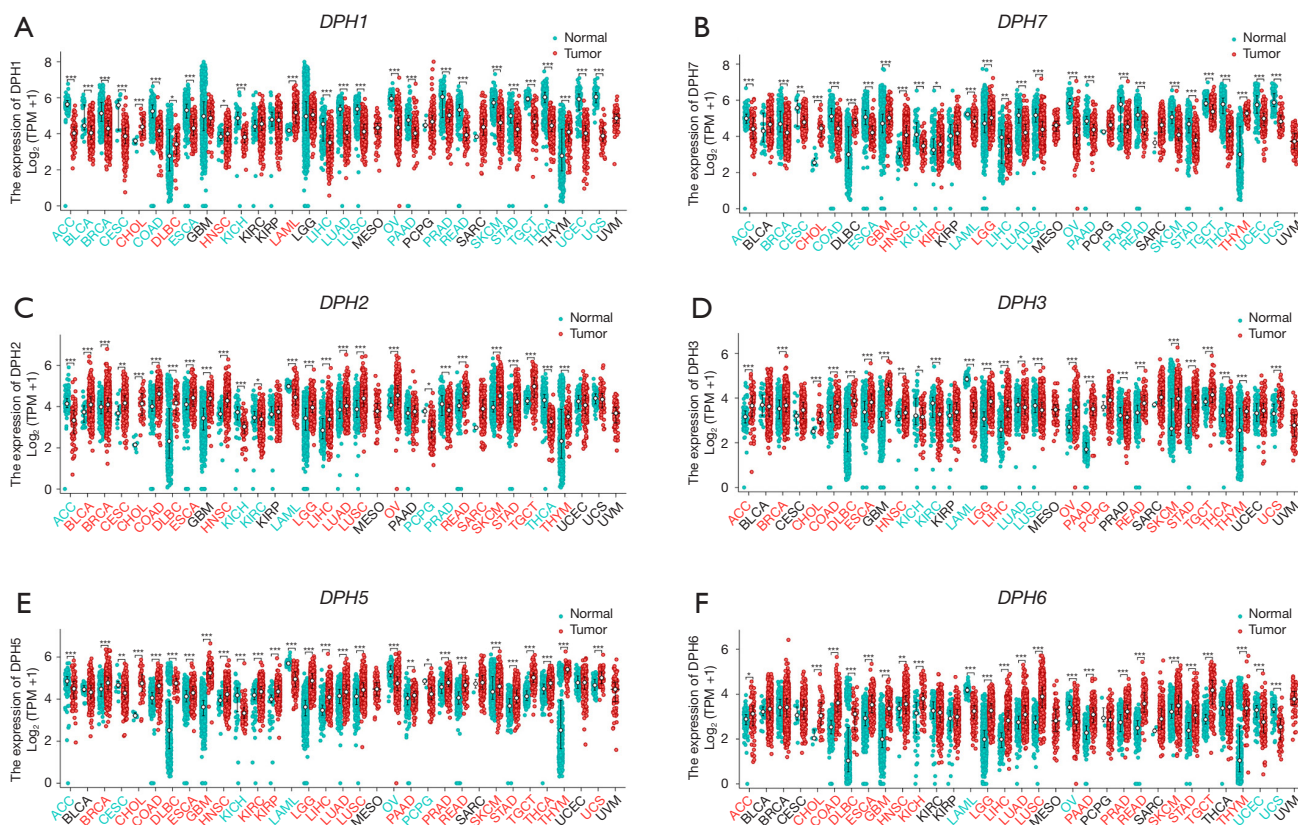 A
DPH1
Normal
Tumor
The expression of DPH1
Log2 (TPM +1)
8
6
4
2
0
ACC BLCA BRCA CESC CHOL COAD DLBC ESCA GBM HNSC KICH KIRC KIRP LAML LGG LIHC LUAD LUSC MESO OV PAAD PCPG PRAD READ SARC SKCM STAD TGCT THCA THYM UCEC UCS UVM
B
DPH7
Normal
Tumor
The expression of DPH7
Log2 (TPM +1)
8
6
4
2
0
ACC BLCA BRCA CESC CHOL COAD DLBC ESCA GBM HNSC KICH KIRC KIRP LAML LGG LIHC LUAD LUSC MESO OV PAAD PCPG PRAD READ SARC SKCM STAD TGCT THCA THYM UCEC UCS UVM
C
DPH2
Normal
Tumor
The expression of DPH2
Log2 (TPM +1)
6
4
2
0
ACC BLCA BRCA CESC CHOL COAD DLBC ESCA GBM HNSC KICH KIRC KIRP LAML LGG LIHC LUAD LUSC MESO OV PAAD PCPG PRAD READ SARC SKCM STAD TGCT THCA THYM UCEC UCS UVM
D
DPH3
Normal
Tumor
The expression of DPH3
Log2 (TPM +1)
6
4
2
0
ACC BLCA BRCA CESC CHOL COAD DLBC ESCA GBM HNSC KICH KIRC KIRP LAML LGG LIHC LUAD LUSC MESO OV PAAD PCPG PRAD READ SARC SKCM STAD TGCT THCA THYM UCEC UCS UVM
E
DPH5
Normal
Tumor
The expression of DPH5
Log2 (TPM +1)
6
4
2
0
ACC BLCA BRCA CESC CHOL COAD DLBC ESCA GBM HNSC KICH KIRC KIRP LAML LGG LIHC LUAD LUSC MESO OV PAAD PCPG PRAD READ SARC SKCM STAD TGCT THCA THYM UCEC UCS UVM
F
DPH6
Normal
Tumor
The expression of DPH6
Log2 (TPM +1)
6
4
2
0
ACC BLCA BRCA CESC CHOL COAD DLBC ESCA GBM HNSC KICH KIRC KIRP LAML LGG LIHC LUAD LUSC MESO OV PAAD PCPG PRAD READ SARC SKCM STAD TGCT THCA THYM UCEC UCS UVM